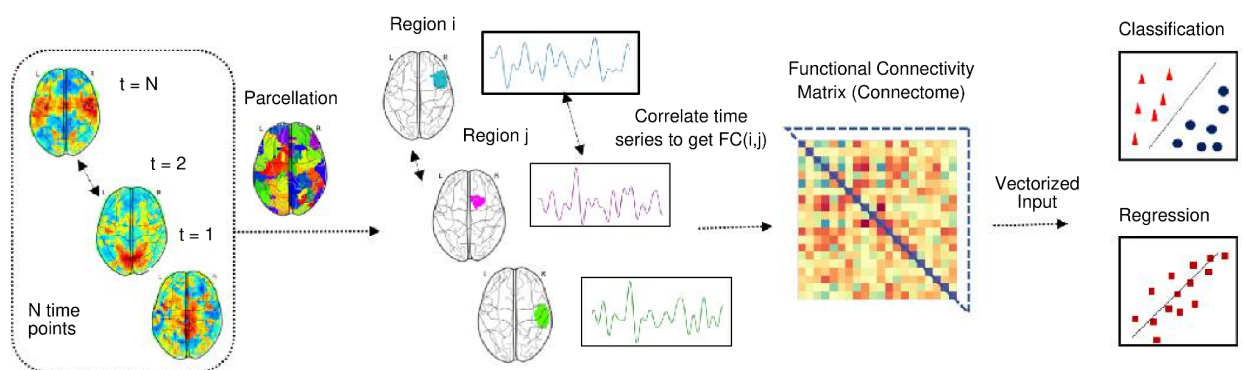 L R
t = N
t = 2
L R
t = 1
L R
N time
points
Parcellation
L R
Region i
L R
Region j
L R
L R
Correlate time
series to get FC(i,j)
Functional Connectivity
Matrix (Connectome)
Vectorized
Input
Classification
Regression